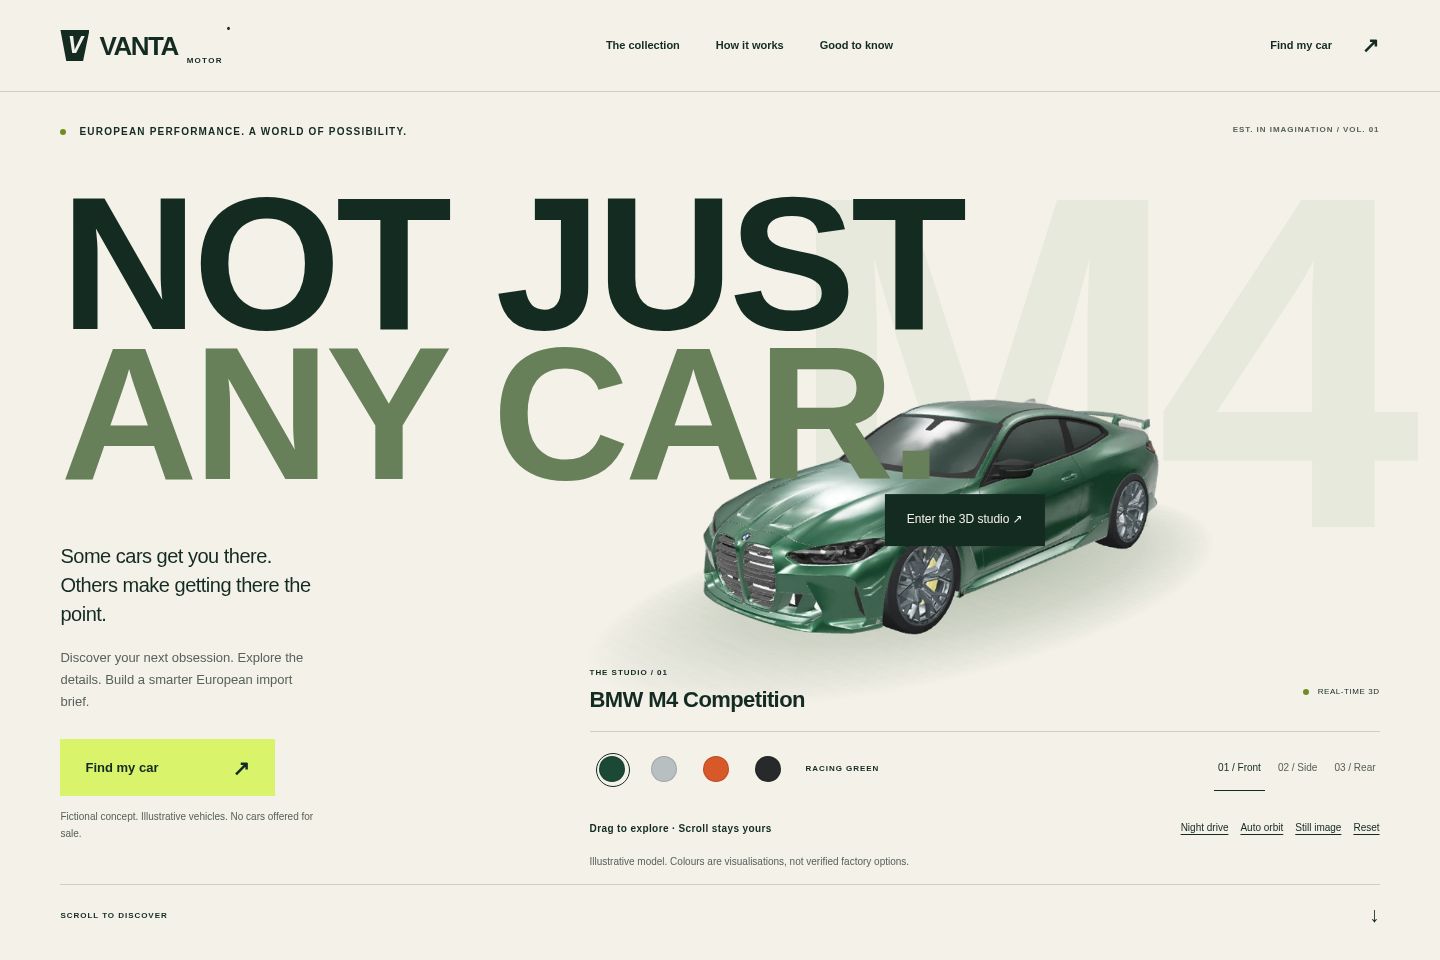 V VANTA MOTOR
The collection
How it works
Good to know
Find my car ↗
EUROPEAN PERFORMANCE. A WORLD OF POSSIBILITY.
EST. IN IMAGINATION / VOL. 01
M4
NOT JUST
ANY CAR.
Enter the 3D studio ↗
Some cars get you there.
Others make getting there the
point.
Discover your next obsession. Explore the
details. Build a smarter European import
brief.
Find my car ↗
Fictional concept. Illustrative vehicles. No cars offered for
sale.
THE STUDIO / 01
BMW M4 Competition
REAL-TIME 3D
RACING GREEN
01 / Front
02 / Side
03 / Rear
Drag to explore · Scroll stays yours
Night drive
Auto orbit
Still image
Reset
Illustrative model. Colours are visualisations, not verified factory options.
SCROLL TO DISCOVER ↓